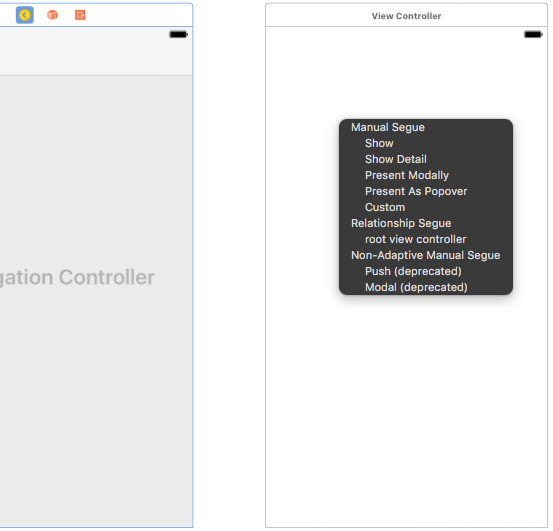 View Controller
Manual Segue
Show
Show Detail
Present Modally
Present As Popover
Custom
Relationship Segue
root view controller
Non-Adaptive Manual Segue
Push (deprecated)
Modal (deprecated)
gation Controller